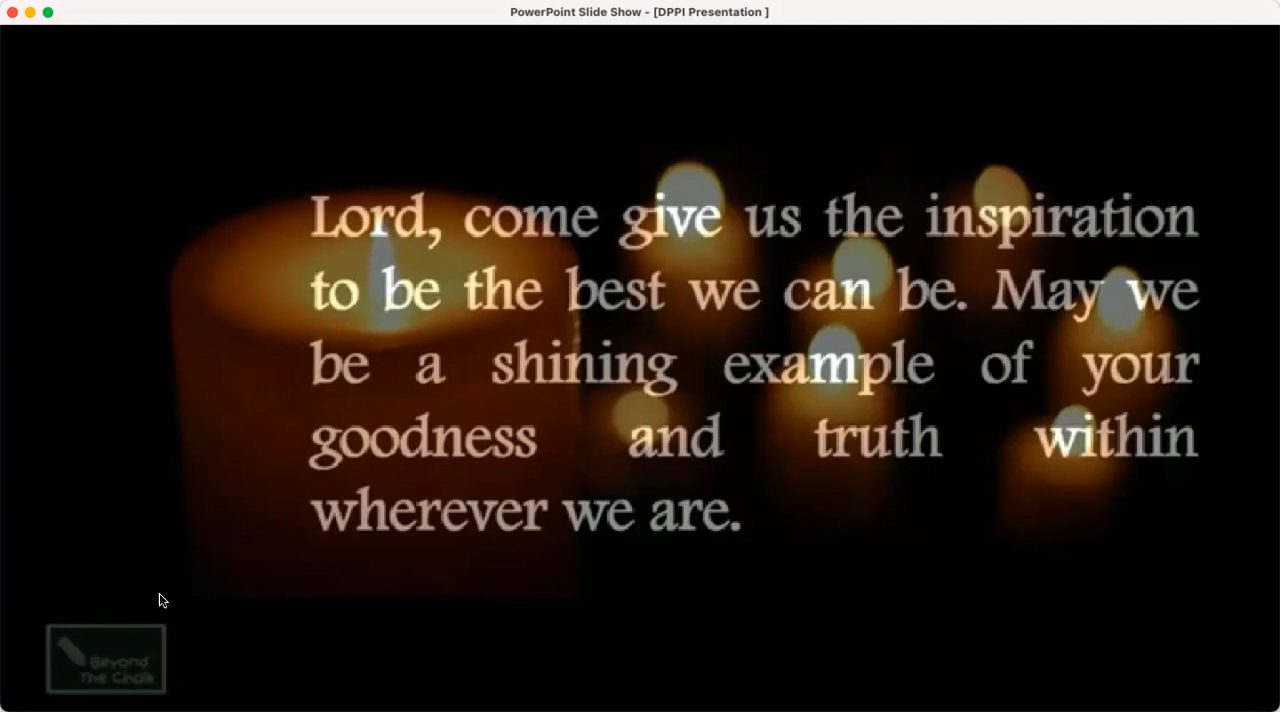 PowerPoint Slide Show - [DPPI Presentation ]
Lord, come give us the inspiration
to be the best we can be. May we
be a shining example of your
goodness and truth within
wherever we are.
Beyond
The Chalk